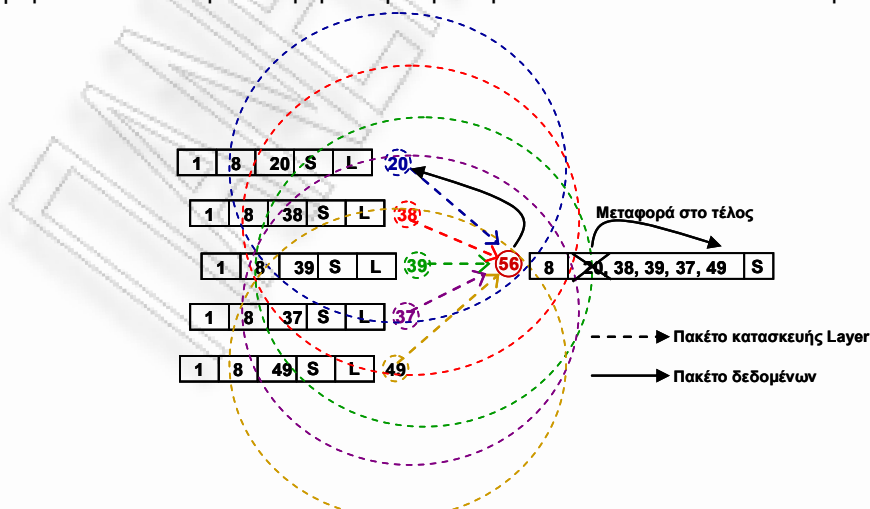 1 8 20 S L 20
Μεταφορά στο τέλος
1 8 38 S L 38
1 8 39 S L 39 56 8 20, 38, 39, 37, 49 S
1 8 37 S L 37
Πακέτο κατασκευής Layer
1 8 49 S L 49
Πακέτο δεδομένων